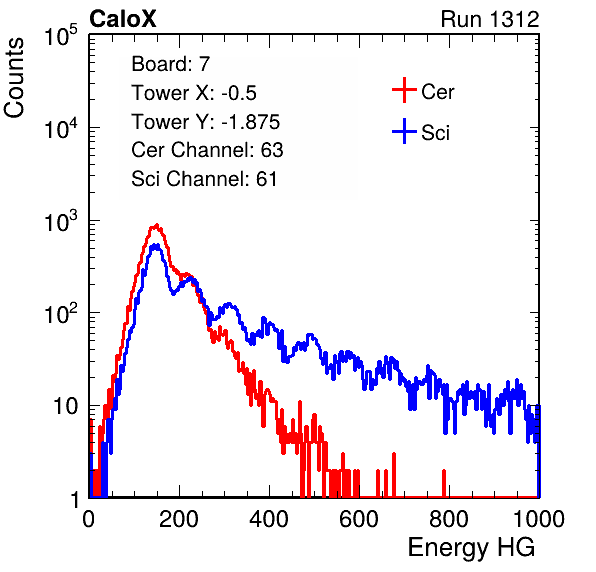 CaloX Run 1312
Counts
Board: 7
Tower X: -0.5
Tower Y: -1.875
Cer Channel: 63
Sci Channel: 61
Cer
Sci
10^5
10^4
10^3
10^2
10
1
0 200 400 600 800 1000
Energy HG